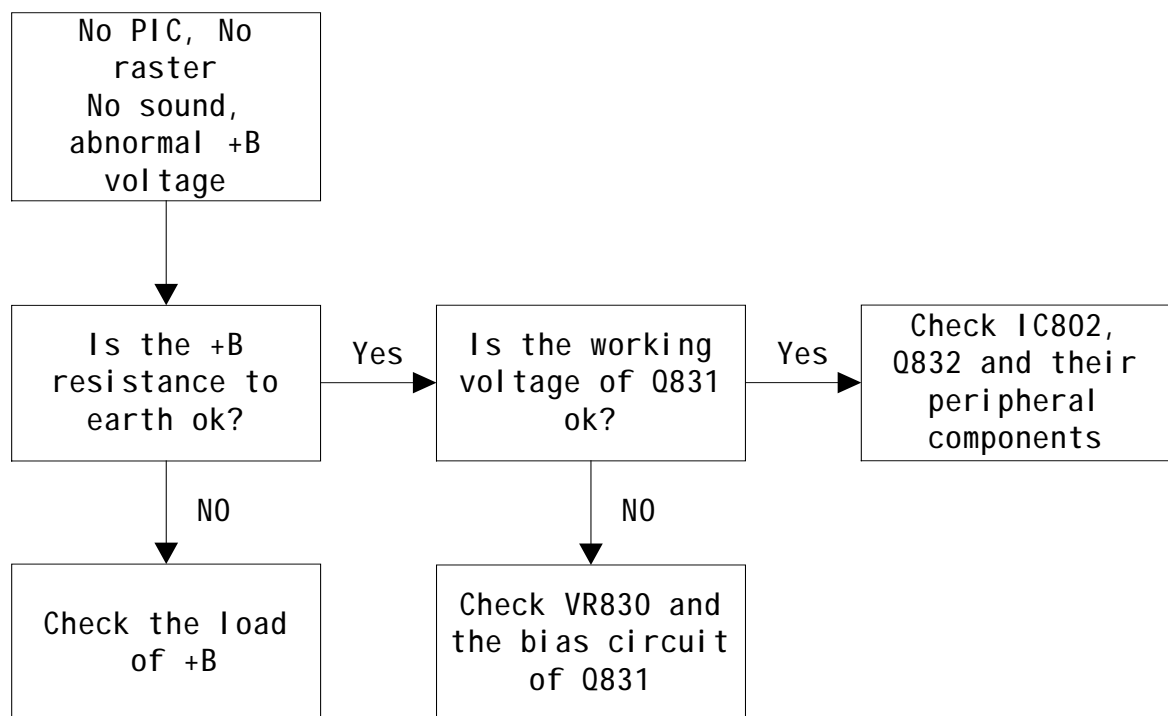 No PIC, No
raster
No sound,
abnormal +B
voltage
Is the +B
resistance to
earth ok?
Yes
Is the working
voltage of Q831
ok?
Yes
Check IC802,
Q832 and their
peripheral
components
NO
NO
Check the load
of +B
Check VR830 and
the bias circuit
of Q831